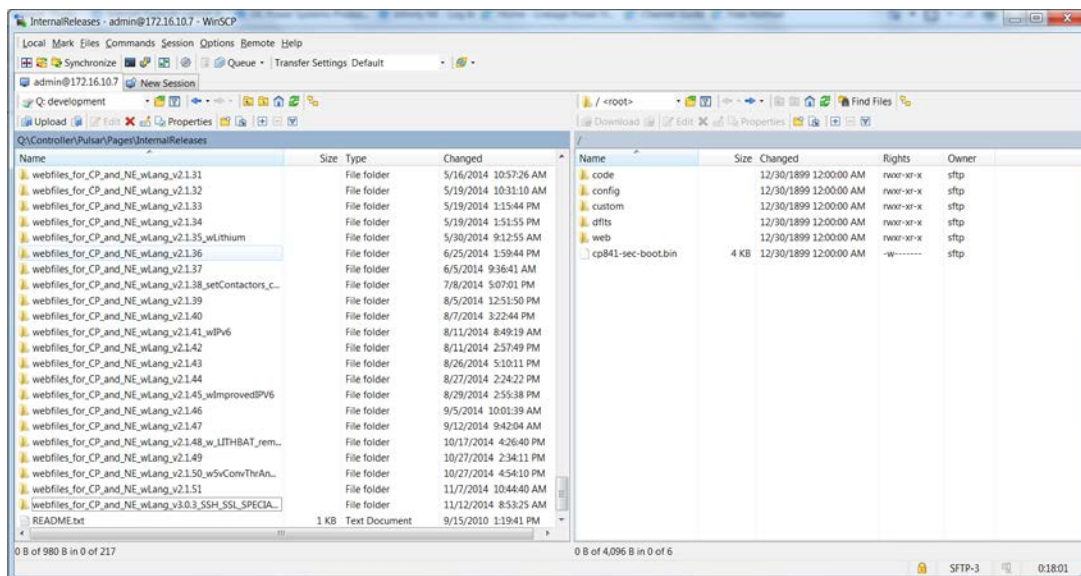 InternalReleases - admin@172.16.10.7 - WinSCP
Local Mark Files Commands Session Options Remote Help
Synchronize Queue Transfer Settings Default
admin@172.16.10.7 New Session
Q: development / <root> Find Files
Upload Edit Properties Download Edit Properties
Q:\Controller\Pulsar\Pages\InternalReleases /
Name Size Type Changed Name Size Changed Rights Owner
webfiles_for_CP_and_NE_wLang_v2.1.31 File folder 5/16/2014 10:57:26 AM code 12/30/1899 12:00:00 AM rwxr-xr-x sftp
webfiles_for_CP_and_NE_wLang_v2.1.32 File folder 5/19/2014 10:31:10 AM config 12/30/1899 12:00:00 AM rwxr-xr-x sftp
webfiles_for_CP_and_NE_wLang_v2.1.33 File folder 5/19/2014 1:15:44 PM custom 12/30/1899 12:00:00 AM rwxr-xr-x sftp
webfiles_for_CP_and_NE_wLang_v2.1.34 File folder 5/19/2014 1:51:55 PM dflts 12/30/1899 12:00:00 AM rwxr-xr-x sftp
webfiles_for_CP_and_NE_wLang_v2.1.35_wLithium File folder 5/30/2014 9:12:55 AM web 12/30/1899 12:00:00 AM rwxr-xr-x sftp
webfiles_for_CP_and_NE_wLang_v2.1.36 File folder 6/25/2014 1:59:44 PM cp841-sec-boot.bin 4 KB 12/30/1899 12:00:00 AM -w------- sftp
webfiles_for_CP_and_NE_wLang_v2.1.37 File folder 6/5/2014 9:36:41 AM
webfiles_for_CP_and_NE_wLang_v2.1.38_setContactors_c... File folder 7/8/2014 5:07:01 PM
webfiles_for_CP_and_NE_wLang_v2.1.39 File folder 8/5/2014 12:51:50 PM
webfiles_for_CP_and_NE_wLang_v2.1.40 File folder 8/7/2014 3:22:44 PM
webfiles_for_CP_and_NE_wLang_v2.1.41_wIPv6 File folder 8/11/2014 8:49:19 AM
webfiles_for_CP_and_NE_wLang_v2.1.42 File folder 8/11/2014 2:57:49 PM
webfiles_for_CP_and_NE_wLang_v2.1.43 File folder 8/26/2014 5:10:11 PM
webfiles_for_CP_and_NE_wLang_v2.1.44 File folder 8/27/2014 2:24:22 PM
webfiles_for_CP_and_NE_wLang_v2.1.45_wImprovedIPV6 File folder 8/29/2014 2:55:38 PM
webfiles_for_CP_and_NE_wLang_v2.1.46 File folder 9/5/2014 10:01:39 AM
webfiles_for_CP_and_NE_wLang_v2.1.47 File folder 9/12/2014 9:42:04 AM
webfiles_for_CP_and_NE_wLang_v2.1.48_w_LITHBAT_rem... File folder 10/17/2014 4:26:40 PM
webfiles_for_CP_and_NE_wLang_v2.1.49 File folder 10/27/2014 2:34:11 PM
webfiles_for_CP_and_NE_wLang_v2.1.50_w5vConvThrAn... File folder 10/27/2014 4:54:10 PM
webfiles_for_CP_and_NE_wLang_v2.1.51 File folder 11/7/2014 10:44:40 AM
webfiles_for_CP_and_NE_wLang_v3.0.3_SSH_SSL_SPECIA... File folder 11/12/2014 8:53:25 AM
README.txt 1 KB Text Document 9/15/2010 1:19:41 PM
0 B of 980 B in 0 of 217 0 B of 4,096 B in 0 of 6
SFTP-3 0:18:01